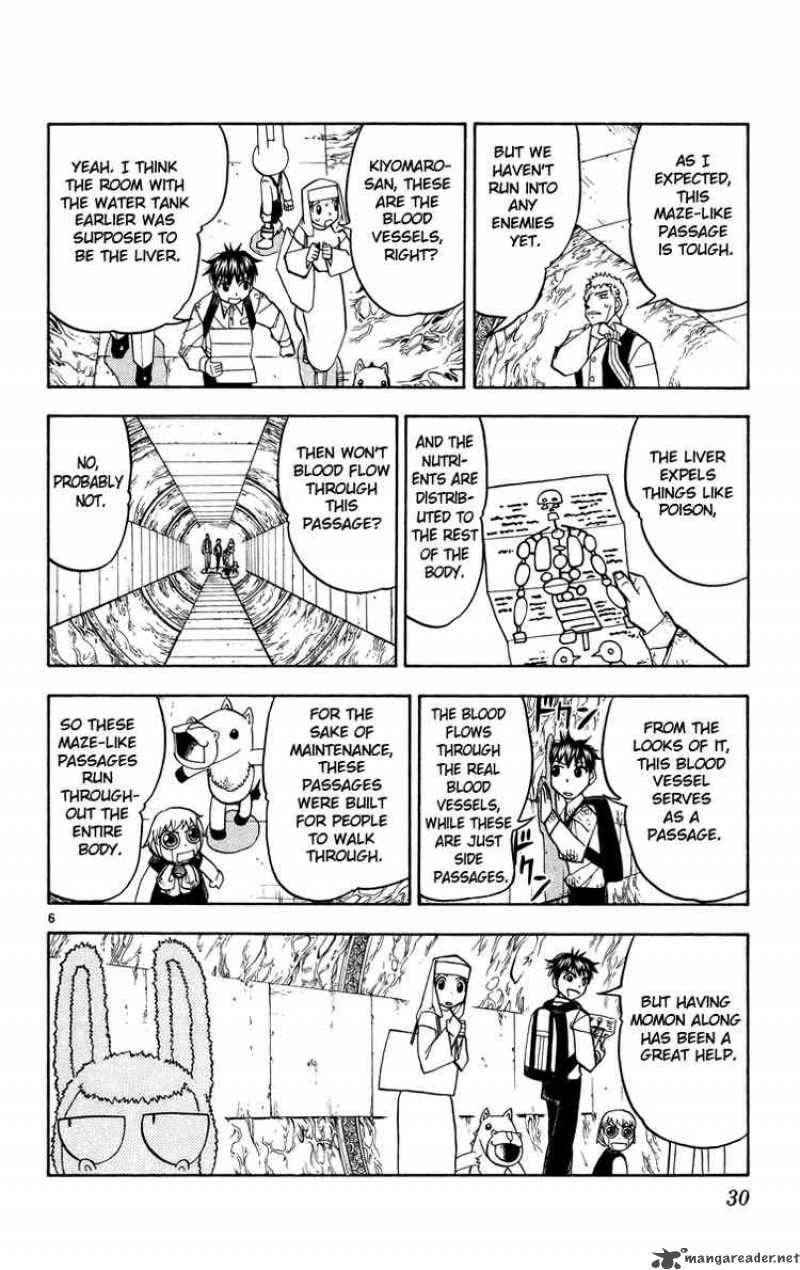 AS I
EXPECTED,
THIS
MAZE-LIKE
PASSAGE
IS TOUGH.
BUT WE
HAVEN'T
RUN INTO
ANY
ENEMIES
YET.
KIYOMARO-
SAN, THESE
ARE THE
BLOOD
VESSELS,
RIGHT?
YEAH. I THINK
THE ROOM WITH
THE WATER TANK
EARLIER WAS
SUPPOSED TO
BE THE LIVER.
THE LIVER
EXPELS
THINGS LIKE
POISON,
AND THE
NUTRI-
ENTS ARE
DISTRIB-
UTED TO
THE REST
OF THE
BODY.
THEN WON'T
BLOOD FLOW
THROUGH
THIS
PASSAGE?
NO,
PROBABLY
NOT.
FROM THE
LOOKS OF IT,
THIS BLOOD
VESSEL
SERVES
AS A
PASSAGE.
ドクン
ドクン
THE BLOOD
FLOWS
THROUGH
THE REAL
BLOOD
VESSELS,
WHILE THESE
ARE JUST
SIDE
PASSAGES.
FOR THE
SAKE OF
MAINTENANCE,
THESE
PASSAGES
WERE BUILT
FOR PEOPLE
TO WALK
THROUGH.
SO THESE
MAZE-LIKE
PASSAGES
RUN
THROUGH-
OUT THE
ENTIRE
BODY.
6
BUT HAVING
MOMON ALONG
HAS BEEN A
GREAT HELP.
30
mangareader.net